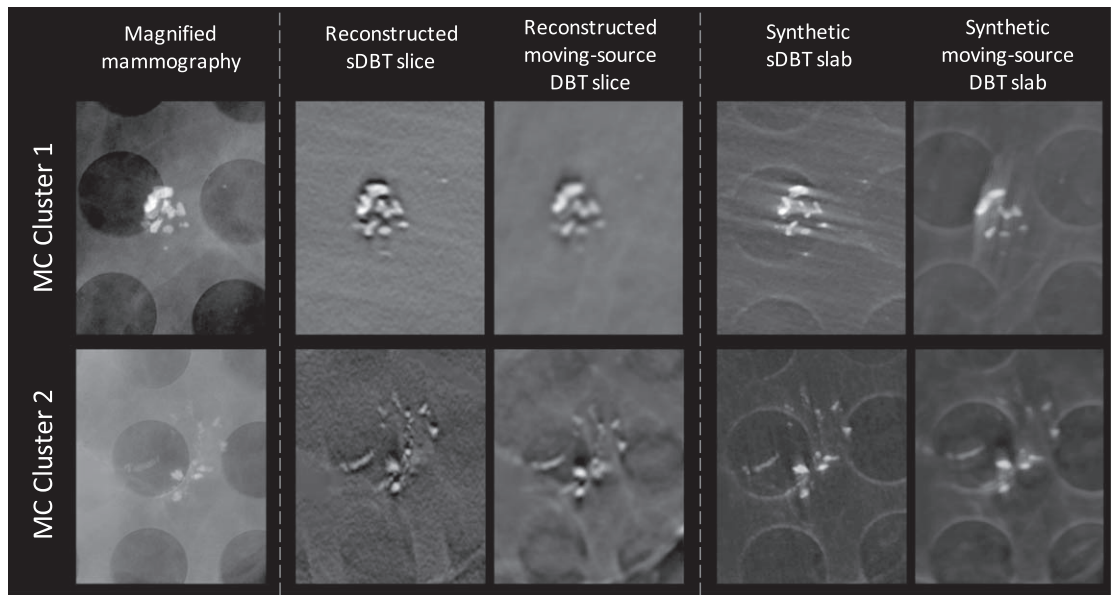 Magnified
mammography
Reconstructed
sDBT slice
Reconstructed
moving-source
DBT slice
Synthetic
sDBT slab
Synthetic
moving-source
DBT slab
MC Cluster 1
MC Cluster 2